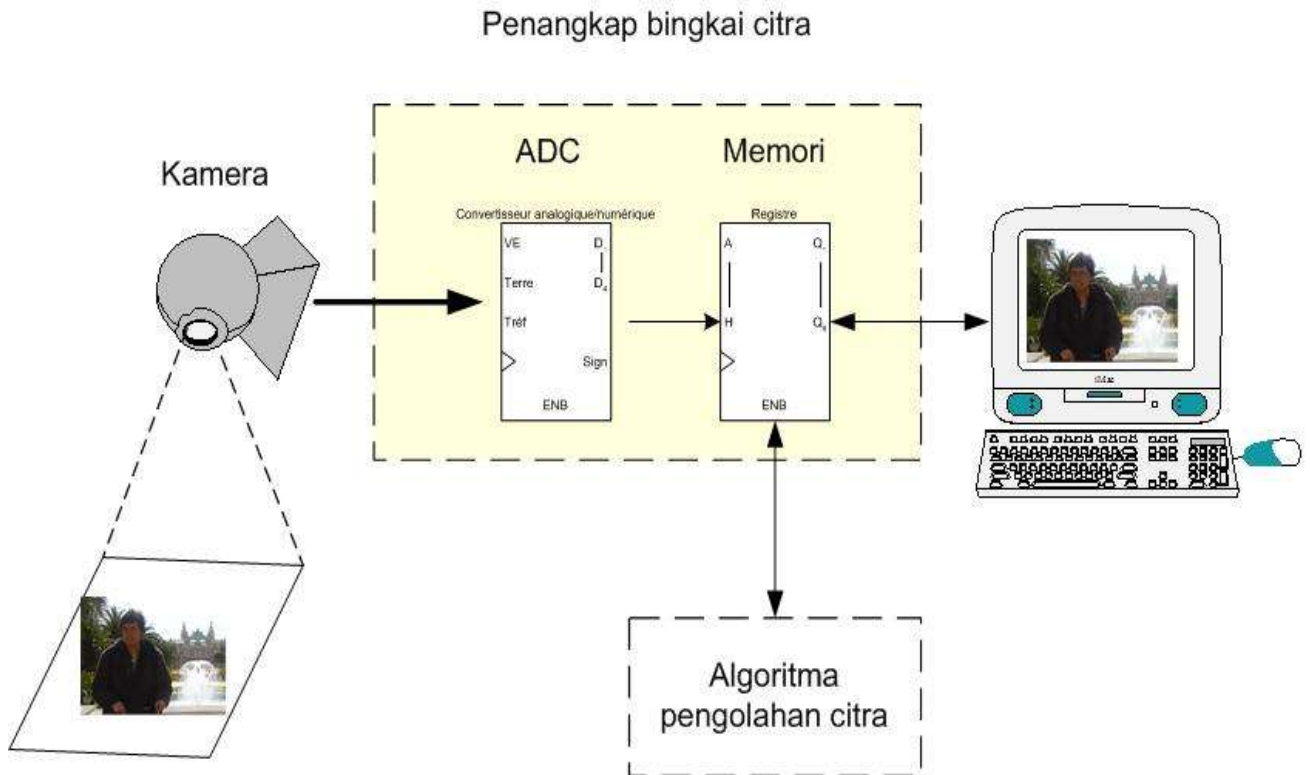 Penangkap bingkai citra
ADC
Memori
Kamera
Convertisseur analogique/numérique
Registre
VE
D
Terre
D4
Tréf
Sign
ENB
A
Q
H
Q
ENB
iMac
Algoritma
pengolahan citra